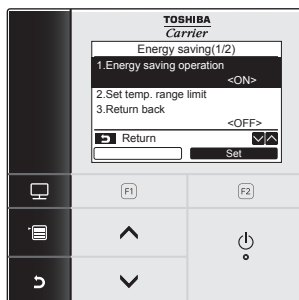 TOSHIBA
Carrier
Energy saving(1/2)
1.Energy saving operation
<ON>
2.Set temp. range limit
3.Return back
<OFF>
Return
Set
F1
F2